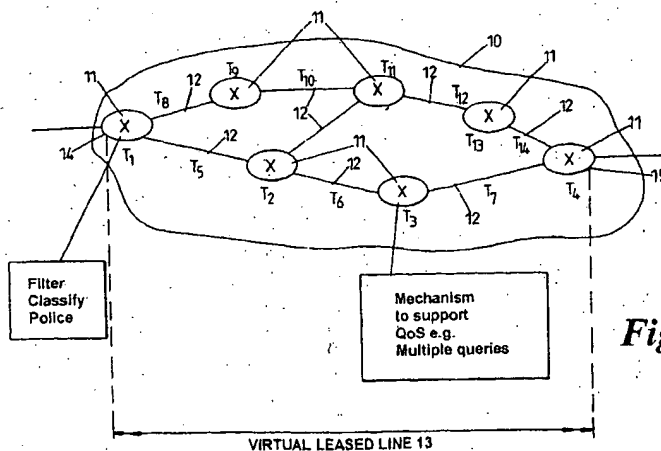 11
10
T9
T11
11
T10
12
T8
12
11
X
X
12
T12
12
X
X
12
T13
T14
11
14
T1
T5
12
11
X
X
12
T2
T6
X
T3
12
T7
T4
15
Filter
Classify
Police
Mechanism
to support
QoS e.g.
Multiple queries
Fig
VIRTUAL LEASED LINE 13